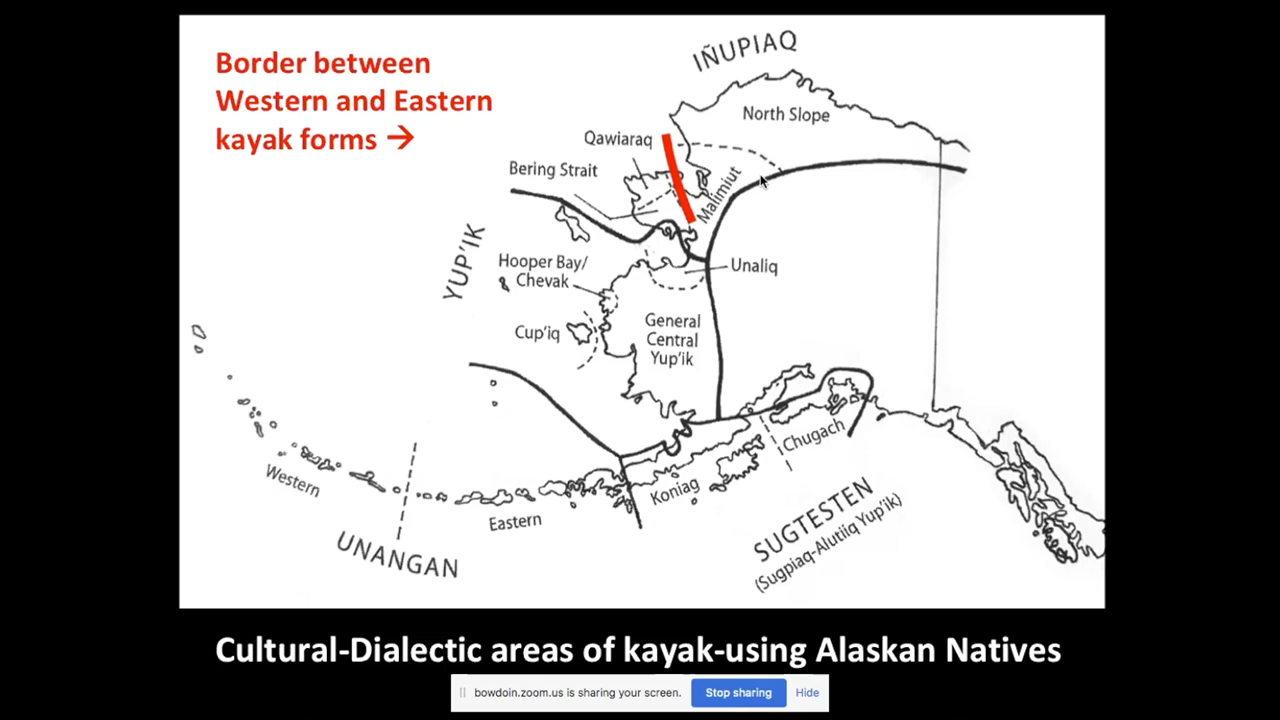 Border between
Western and Eastern
kayak forms →
IÑUPIAQ
North Slope
Qawiaraq
Bering Strait
Malimiut
YUP'IK
Hooper Bay/
Chevak
Unaliq
Cup'iq
General
Central
Yup'ik
Western
Eastern
UNANGAN
Koniag
Chugach
SUGTESTEN
(Sugpiaq-Alutiiq Yup'ik)
Cultural-Dialectic areas of kayak-using Alaskan Natives
bowdoin.zoom.us is sharing your screen.
Stop sharing
Hide